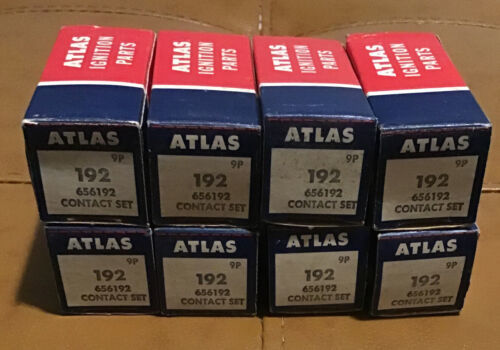 ATLAS
IGNITION
PARTS
ATLAS
IGNITION
PARTS
ATLAS
IGNITION
PARTS
ATLAS
IGNITION
PARTS
ATLAS
9P
192
656192
CONTACT SET
ATLAS
9P
192
656192
CONTACT SET
ATLAS
9P
192
656192
CONTACT SET
ATLAS
9P
192
656192
CONTACT SET
ATLAS
9P
192
656192
CONTACT SET
ATLAS
9P
192
656192
CONTACT SET
ATLAS
9P
192
656192
CONTACT SET
ATLAS
9P
192
656192
CONTACT SET